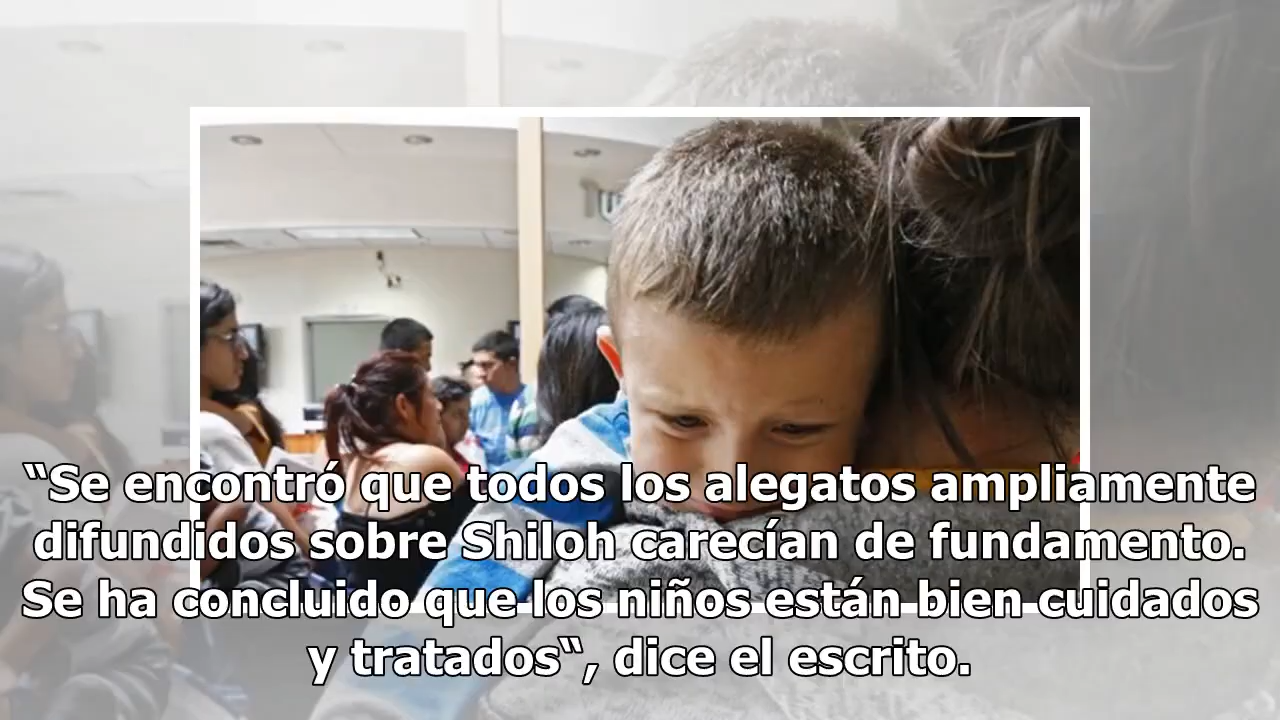 “Se encontró que todos los alegatos ampliamente
difundidos sobre Shiloh carecían de fundamento.
Se ha concluido que los niños están bien cuidados
y tratados“, dice el escrito.